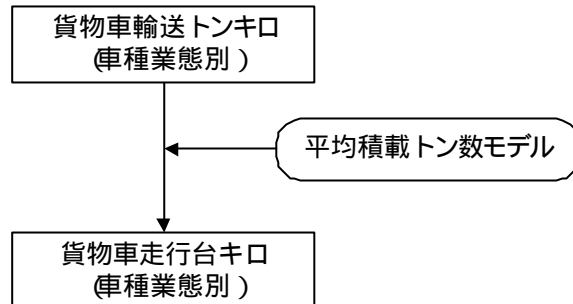 貨物車輸送トンキロ
(車種業態別)
平均積載トン数モデル
貨物車走行台キロ
(車種業態別)